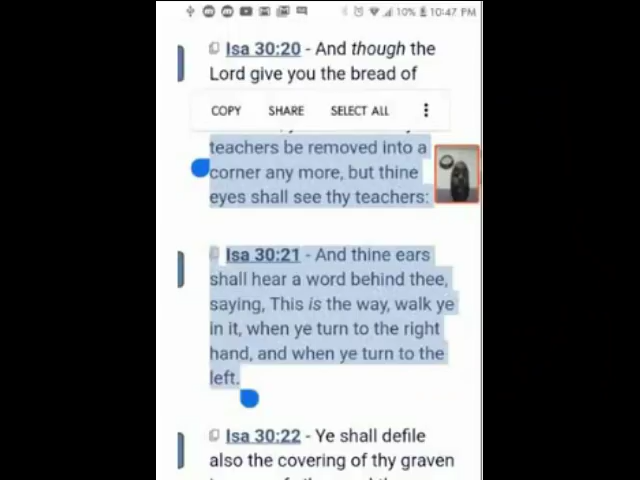 10% 10:47 PM
Isa 30:20 - And though the
Lord give you the bread of
COPY SHARE SELECT ALL
teachers be removed into a
corner any more, but thine
eyes shall see thy teachers:
Isa 30:21 - And thine ears
shall hear a word behind thee,
saying, This is the way, walk ye
in it, when ye turn to the right
hand, and when ye turn to the
left.
Isa 30:22 - Ye shall defile
also the covering of thy graven